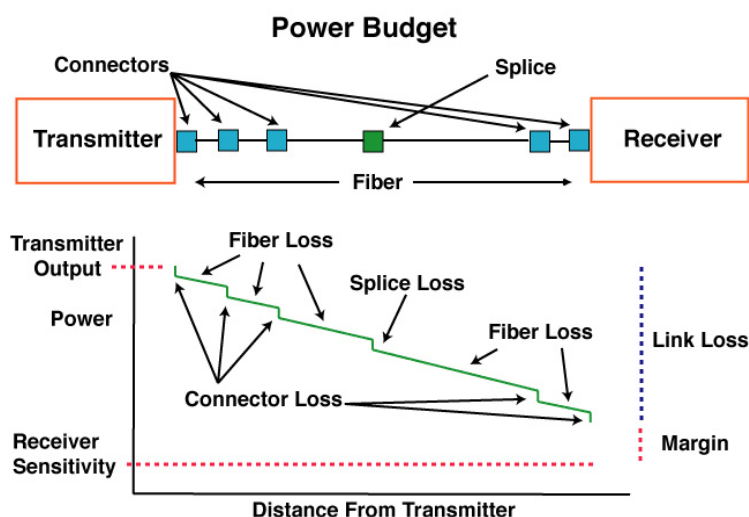 Power Budget
Connectors
Splice
Transmitter
Receiver
Fiber
Transmitter
Output
Fiber Loss
Splice Loss
Power
Fiber Loss
Link Loss
Connector Loss
Receiver
Sensitivity
Margin
Distance From Transmitter